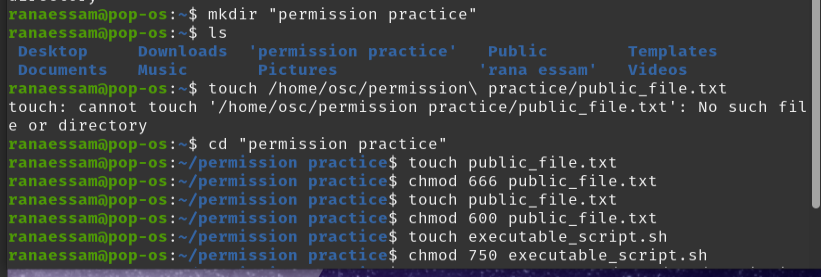 ranaessam@pop-os:~$ mkdir "permission practice"
ranaessam@pop-os:~$ ls
Desktop Downloads 'permission practice' Public Templates
Documents Music Pictures 'rana essam' Videos
ranaessam@pop-os:~$ touch /home/osc/permission\ practice/public_file.txt
touch: cannot touch '/home/osc/permission practice/public_file.txt': No such fil
e or directory
ranaessam@pop-os:~$ cd "permission practice"
ranaessam@pop-os:~/permission practice$ touch public_file.txt
ranaessam@pop-os:~/permission practice$ chmod 666 public_file.txt
ranaessam@pop-os:~/permission practice$ touch public_file.txt
ranaessam@pop-os:~/permission practice$ chmod 600 public_file.txt
ranaessam@pop-os:~/permission practice$ touch executable_script.sh
ranaessam@pop-os:~/permission practice$ chmod 750 executable_script.sh